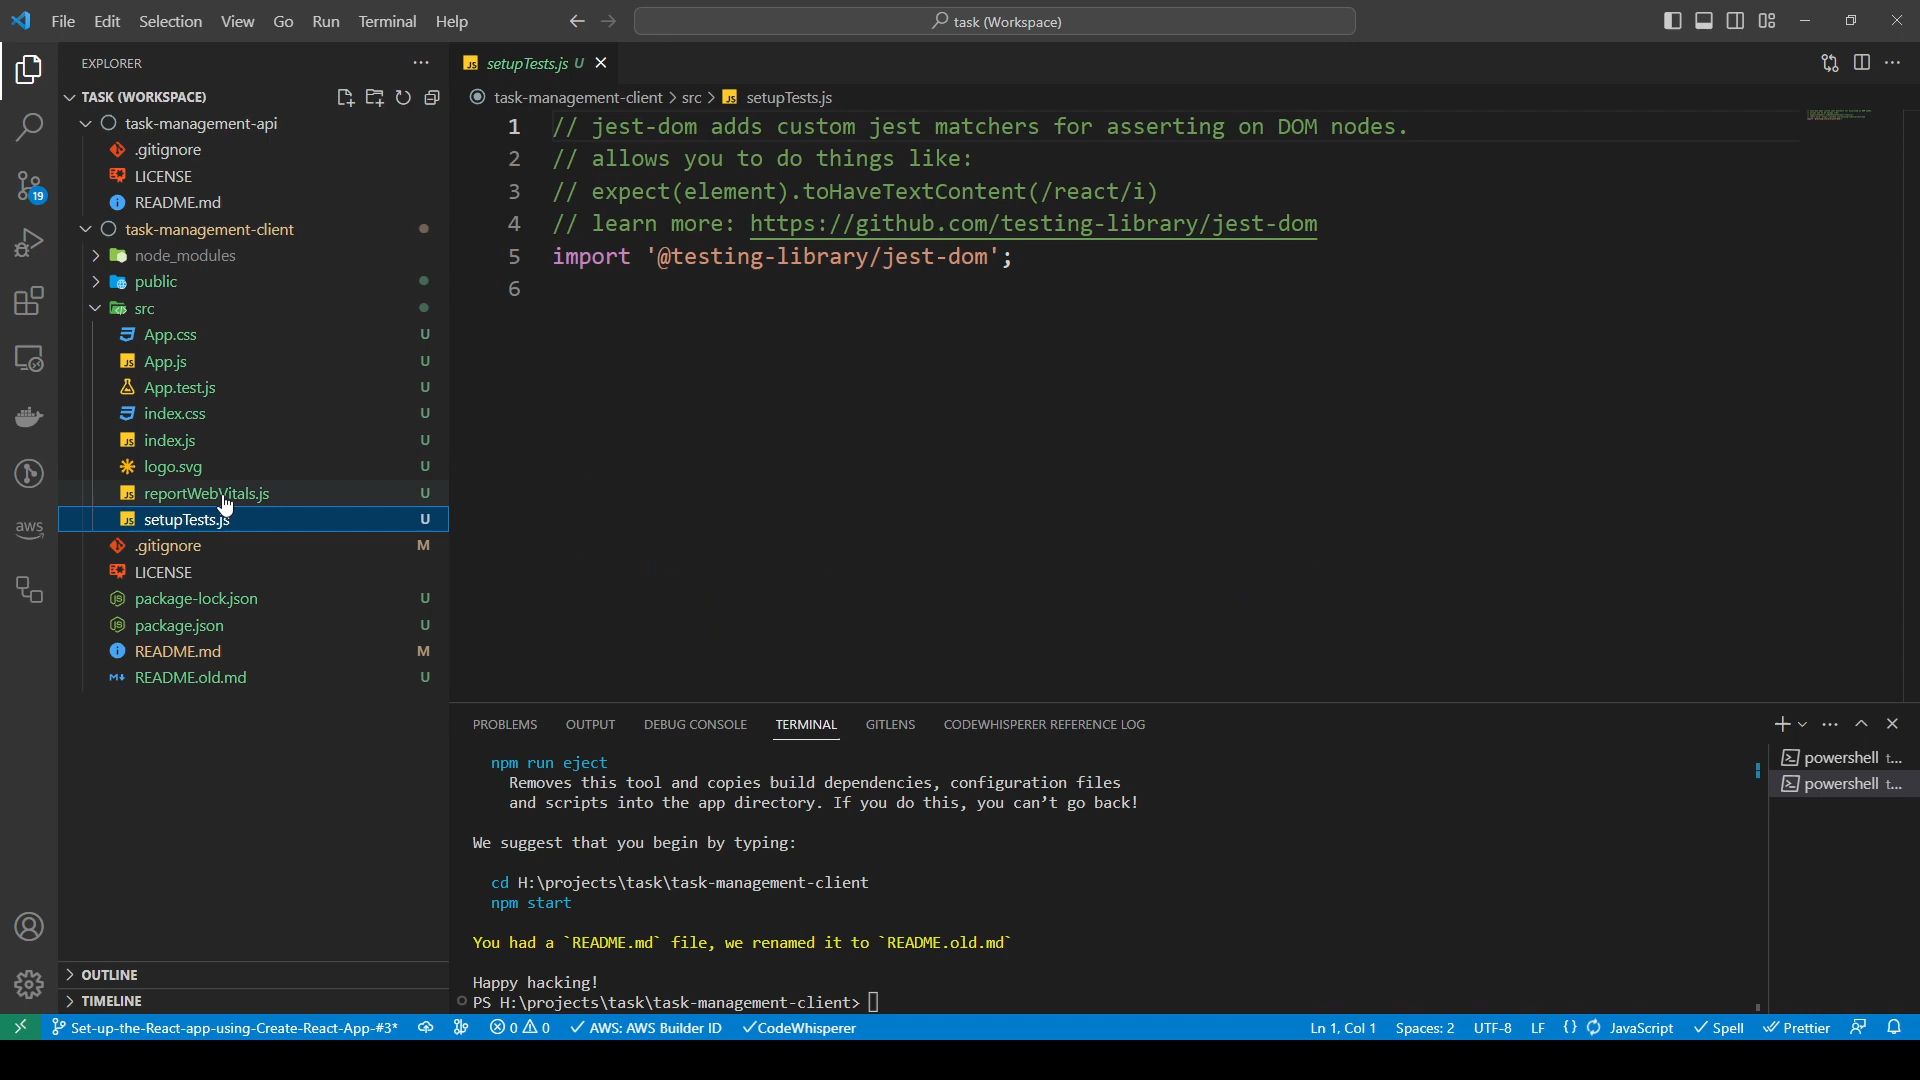 File Edit Selection View Go Run Terminal Help
task (Workspace)
EXPLORER
TASK (WORKSPACE)
task-management-api
.gitignore
LICENSE
README.md
task-management-client
node_modules
public
src
App.css U
App.js U
App.test.js U
index.css U
index.js U
logo.svg U
reportWebVitals.js U
setupTests.js U
.gitignore M
LICENSE
package-lock.json U
package.json U
README.md M
README.old.md U
OUTLINE
TIMELINE
19
aws
JS setupTests.js U
task-management-client > src > JS setupTests.js
1 // jest-dom adds custom jest matchers for asserting on DOM nodes.
2 // allows you to do things like:
3 // expect(element).toHaveTextContent(/react/i)
4 // learn more: https://github.com/testing-library/jest-dom
5 import '@testing-library/jest-dom';
6
PROBLEMS OUTPUT DEBUG CONSOLE TERMINAL GITLENS CODEWHISPERER REFERENCE LOG
npm run eject
Removes this tool and copies build dependencies, configuration files
and scripts into the app directory. If you do this, you can’t go back!
We suggest that you begin by typing:
cd H:\projects\task\task-management-client
npm start
You had a `README.md` file, we renamed it to `README.old.md`
Happy hacking!
PS H:\projects\task\task-management-client>
powershell t...
powershell t...
Set-up-the-React-app-using-Create-React-App-#3* 0 0 AWS: AWS Builder ID CodeWhisperer Ln 1, Col 1 Spaces: 2 UTF-8 LF {} JavaScript Spell Prettier